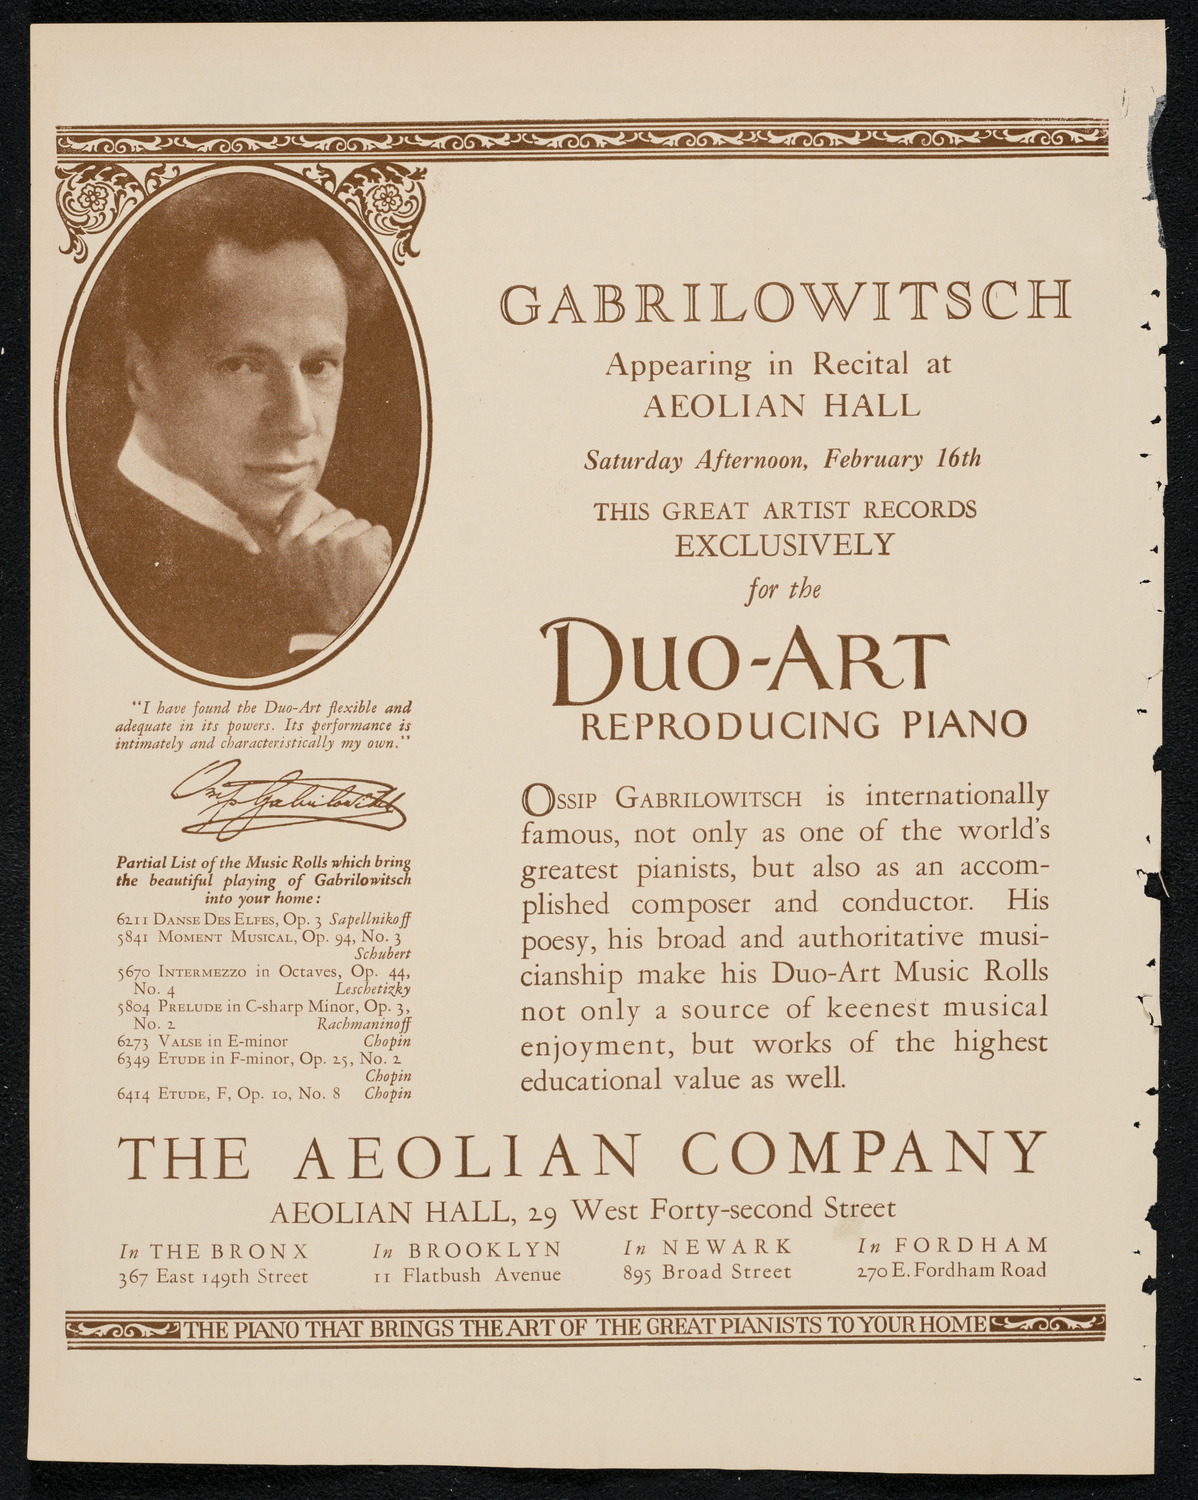 GABRILOWITSCH
Appearing in Recital at
AEOLIAN HALL
Saturday Afternoon, February 16th
THIS GREAT ARTIST RECORDS
EXCLUSIVELY
for the
DUO-ART
REPRODUCING PIANO
"I have found the Duo-Art flexible and
adequate in its powers. Its performance is
intimately and characteristically my own."
Ossip Gabrilowitsch
Partial List of the Music Rolls which bring
the beautiful playing of Gabrilowitsch
into your home:
6211 DANSE DES ELFES, Op. 3 Sapellnikoff
5841 MOMENT MUSICAL, Op. 94, No. 3
Schubert
5670 INTERMEZZO in Octaves, Op. 44,
No. 4 Leschetizky
5804 PRELUDE in C-sharp Minor, Op. 3,
No. 2 Rachmaninoff
6273 VALSE in E-minor Chopin
6349 ETUDE in F-minor, Op. 25, No. 2
Chopin
6414 ETUDE, F, Op. 10, No. 8 Chopin
OSSIP GABRILOWITSCH is internationally
famous, not only as one of the world's
greatest pianists, but also as an accom-
plished composer and conductor. His
poesy, his broad and authoritative musi-
cianship make his Duo-Art Music Rolls
not only a source of keenest musical
enjoyment, but works of the highest
educational value as well.
THE AEOLIAN COMPANY
AEOLIAN HALL, 29 West Forty-second Street
In THE BRONX
367 East 149th Street
In BROOKLYN
11 Flatbush Avenue
In NEWARK
895 Broad Street
In FORDHAM
270 E. Fordham Road
THE PIANO THAT BRINGS THE ART OF THE GREAT PIANISTS TO YOUR HOME